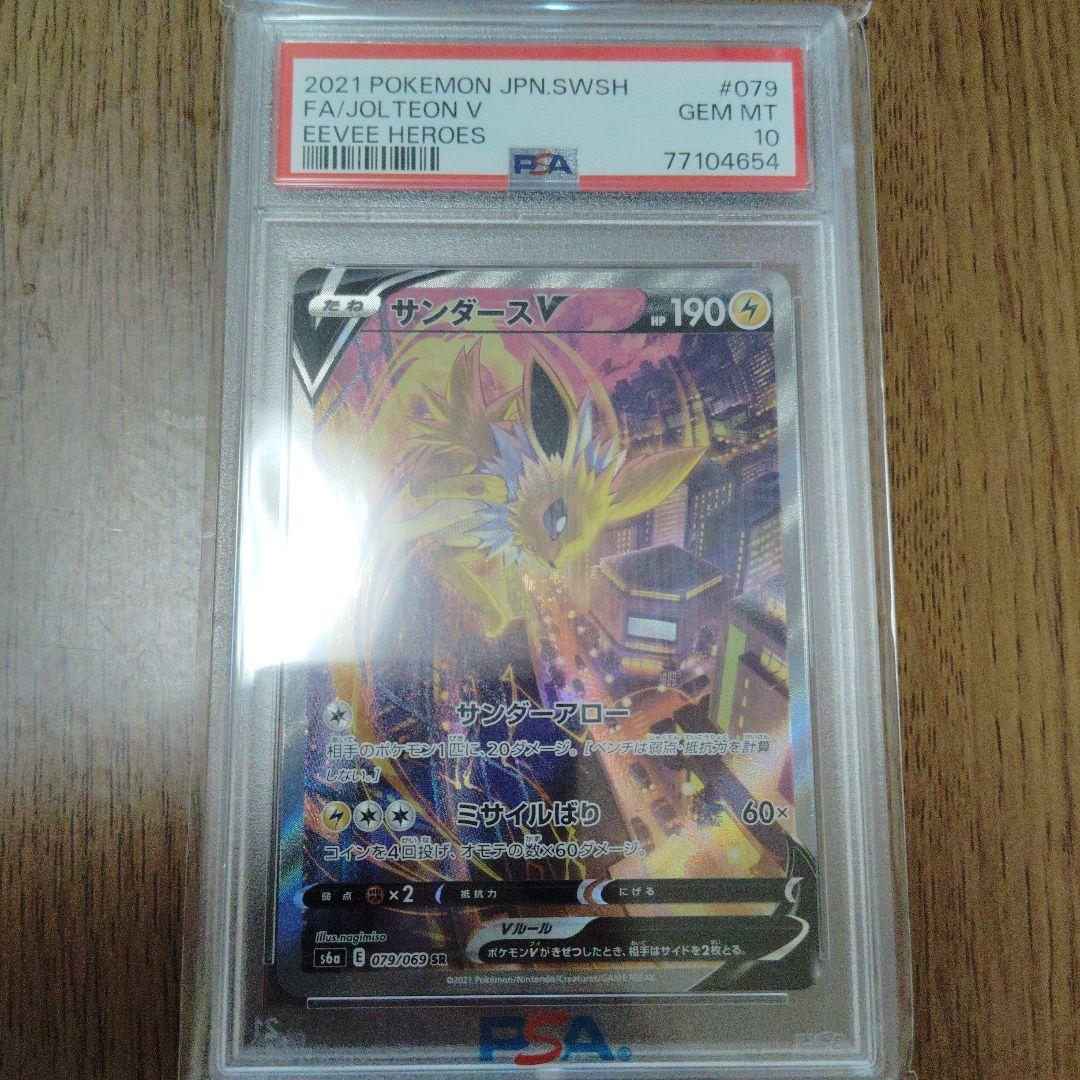 2021 POKEMON JPN.SWSH #079
FA/JOLTEON V GEM MT
EEVEE HEROES 10
PSA 77104654
たね サンダースV HP 190
サンダーアロー
相手のポケモン1匹に、20ダメージ。[ベンチは弱点・抵抗力を計算
しない。]
ミサイルばり 60×
コインを4回投げ、オモテの数×60ダメージ。
弱点 ×2 抵抗力 にげる
Illus.nagimiso
Vルール
s6a E 079/069 SR
ポケモンVがきぜつしたとき、相手はサイドを2枚とる。
©2021 Pokémon/Nintendo/Creatures/GAME FREAK
PSA